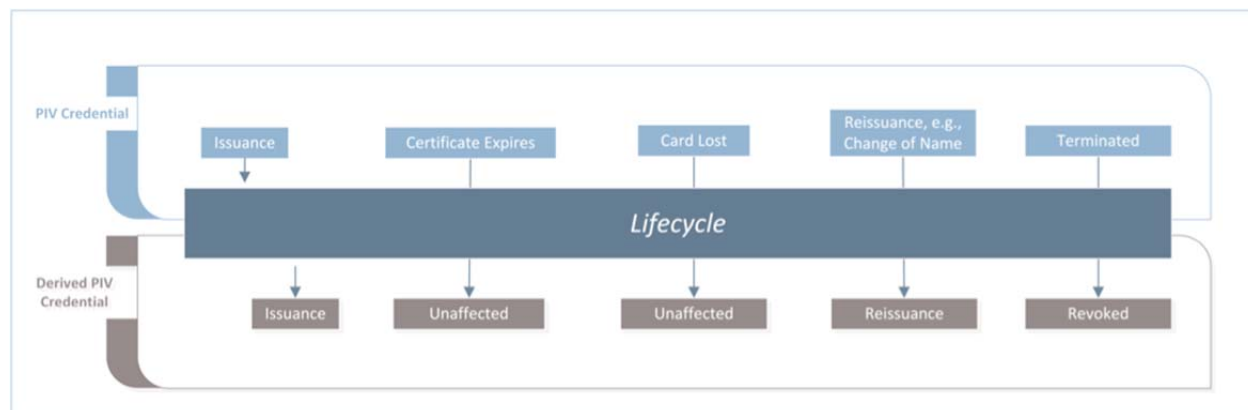 PIV Credential
Issuance
Certificate Expires
Card Lost
Reissuance, e.g.,
Change of Name
Terminated
Lifecycle
Derived PIV
Credential
Issuance
Unaffected
Unaffected
Reissuance
Revoked